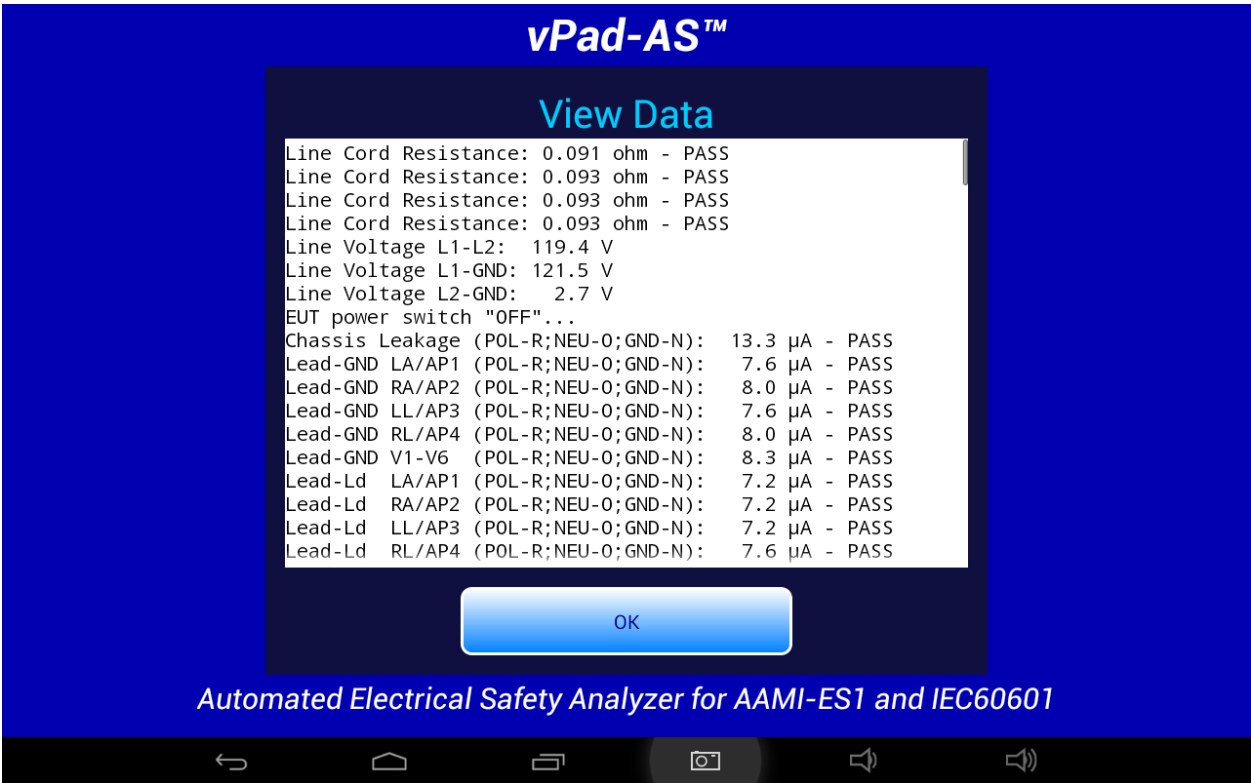 vPad-AS™
View Data
Line Cord Resistance: 0.091 ohm - PASS
Line Cord Resistance: 0.093 ohm - PASS
Line Cord Resistance: 0.093 ohm - PASS
Line Cord Resistance: 0.093 ohm - PASS
Line Voltage L1-L2:  119.4 V
Line Voltage L1-GND: 121.5 V
Line Voltage L2-GND:   2.7 V
EUT power switch "OFF"...
Chassis Leakage (POL-R;NEU-O;GND-N):  13.3 µA - PASS
Lead-GND LA/AP1 (POL-R;NEU-O;GND-N):   7.6 µA - PASS
Lead-GND RA/AP2 (POL-R;NEU-O;GND-N):   8.0 µA - PASS
Lead-GND LL/AP3 (POL-R;NEU-O;GND-N):   7.6 µA - PASS
Lead-GND RL/AP4 (POL-R;NEU-O;GND-N):   8.0 µA - PASS
Lead-GND V1-V6  (POL-R;NEU-O;GND-N):   8.3 µA - PASS
Lead-Ld  LA/AP1 (POL-R;NEU-O;GND-N):   7.2 µA - PASS
Lead-Ld  RA/AP2 (POL-R;NEU-O;GND-N):   7.2 µA - PASS
Lead-Ld  LL/AP3 (POL-R;NEU-O;GND-N):   7.2 µA - PASS
Lead-Ld  RL/AP4 (POL-R;NEU-O;GND-N):   7.6 µA - PASS
OK
Automated Electrical Safety Analyzer for AAMI-ES1 and IEC60601